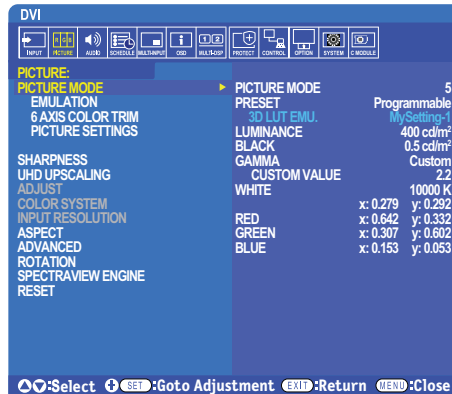 DVI
INPUT PICTURE AUDIO SCHEDULE MULTI-INPUT OSD MULTI-DSP PROTECT CONTROL OPTION SYSTEM C MODULE
PICTURE:
PICTURE MODE
EMULATION
6 AXIS COLOR TRIM
PICTURE SETTINGS
SHARPNESS
UHD UPSCALING
ADJUST
COLOR SYSTEM
INPUT RESOLUTION
ASPECT
ADVANCED
ROTATION
SPECTRAVIEW ENGINE
RESET
PICTURE MODE 5
PRESET Programmable
3D LUT EMU. MySetting-1
LUMINANCE 400 cd/m²
BLACK 0.5 cd/m²
GAMMA Custom
CUSTOM VALUE 2.2
WHITE 10000 K
x: 0.279 y: 0.292
RED x: 0.642 y: 0.332
GREEN x: 0.307 y: 0.602
BLUE x: 0.153 y: 0.053
:Select SET :Goto Adjustment EXIT :Return MENU :Close